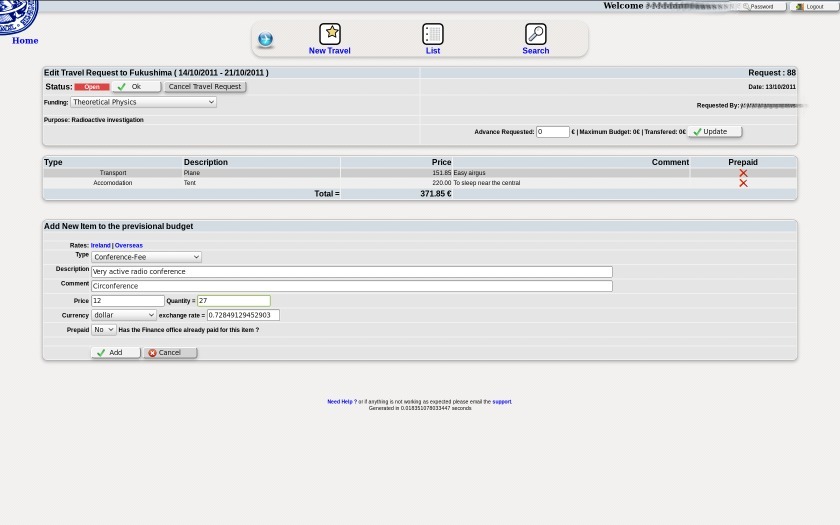 Welcome
Password
Logout
Home
New Travel
List
Search
Edit Travel Request to Fukushima ( 14/10/2011 - 21/10/2011 )
Request : 88
Status: Open Ok Cancel Travel Request
Date: 13/10/2011
Funding: Theoretical Physics
Requested By:
Purpose: Radioactive investigation
Advance Requested: 0 € | Maximum Budget: 0€ | Transfered: 0€ Update
Type Description Price Comment Prepaid
Transport Plane 151.85 Easy airgus
Accomodation Tent 220.00 To sleep near the central
Total = 371.85 €
Add New Item to the previsional budget
Rates: Ireland | Overseas
Type Conference-Fee
Description Very active radio conference
Comment Circonference
Price 12 Quantity = 27
Currency dollar exchange rate = 0.72849129452903
Prepaid No Has the Finance office already paid for this item ?
Add Cancel
Need Help ? or if anything is not working as expected please email the support.
Generated in 0.018351078033447 seconds